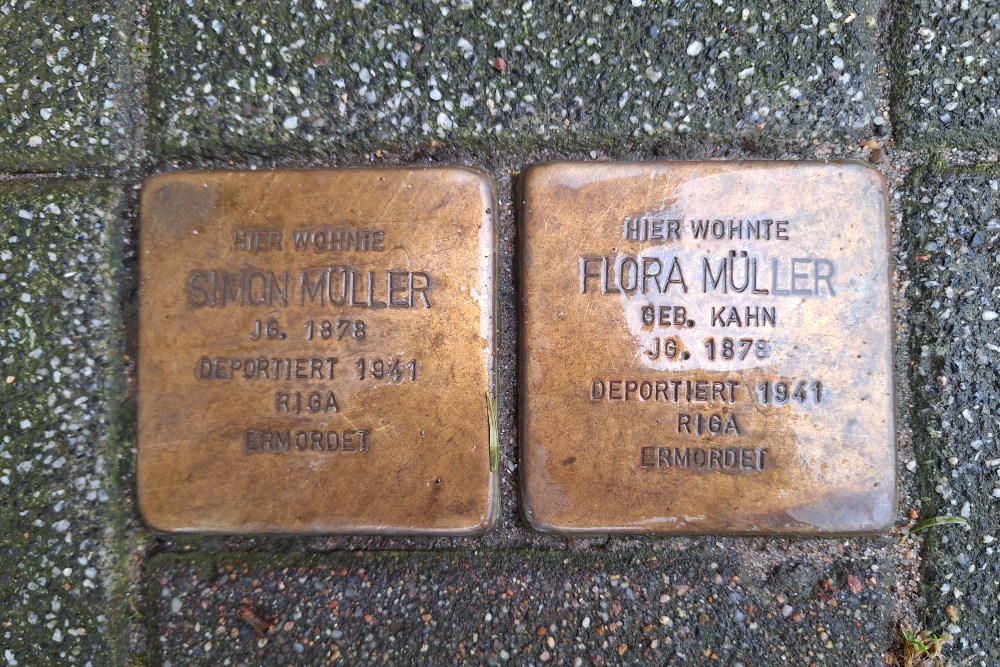 HIER WOHNTE
SIMON MÜLLER
JG. 1878
DEPORTIERT 1941
RIGA
ERMORDET
HIER WOHNTE
FLORA MÜLLER
GEB. KAHN
JG. 1878
DEPORTIERT 1941
RIGA
ERMORDET